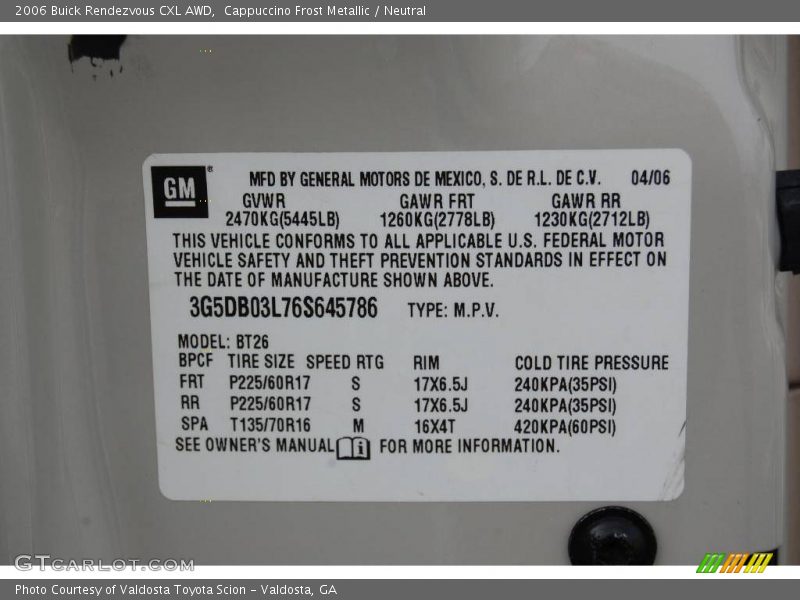 2006 Buick Rendezvous CXL AWD,  Cappuccino Frost Metallic / Neutral
GM ® MFD BY GENERAL MOTORS DE MEXICO, S. DE R.L. DE C.V. 04/06
GVWR GAWR FRT GAWR RR
2470KG(5445LB) 1260KG(2778LB) 1230KG(2712LB)
THIS VEHICLE CONFORMS TO ALL APPLICABLE U.S. FEDERAL MOTOR
VEHICLE SAFETY AND THEFT PREVENTION STANDARDS IN EFFECT ON
THE DATE OF MANUFACTURE SHOWN ABOVE.
3G5DB03L76S645786 TYPE: M.P.V.
MODEL: BT26
BPCF TIRE SIZE SPEED RTG RIM COLD TIRE PRESSURE
FRT P225/60R17 S 17X6.5J 240KPA(35PSI)
RR P225/60R17 S 17X6.5J 240KPA(35PSI)
SPA T135/70R16 M 16X4T 420KPA(60PSI)
SEE OWNER'S MANUAL i FOR MORE INFORMATION.
GTCARLOT.COM
Photo Courtesy of Valdosta Toyota Scion - Valdosta, GA